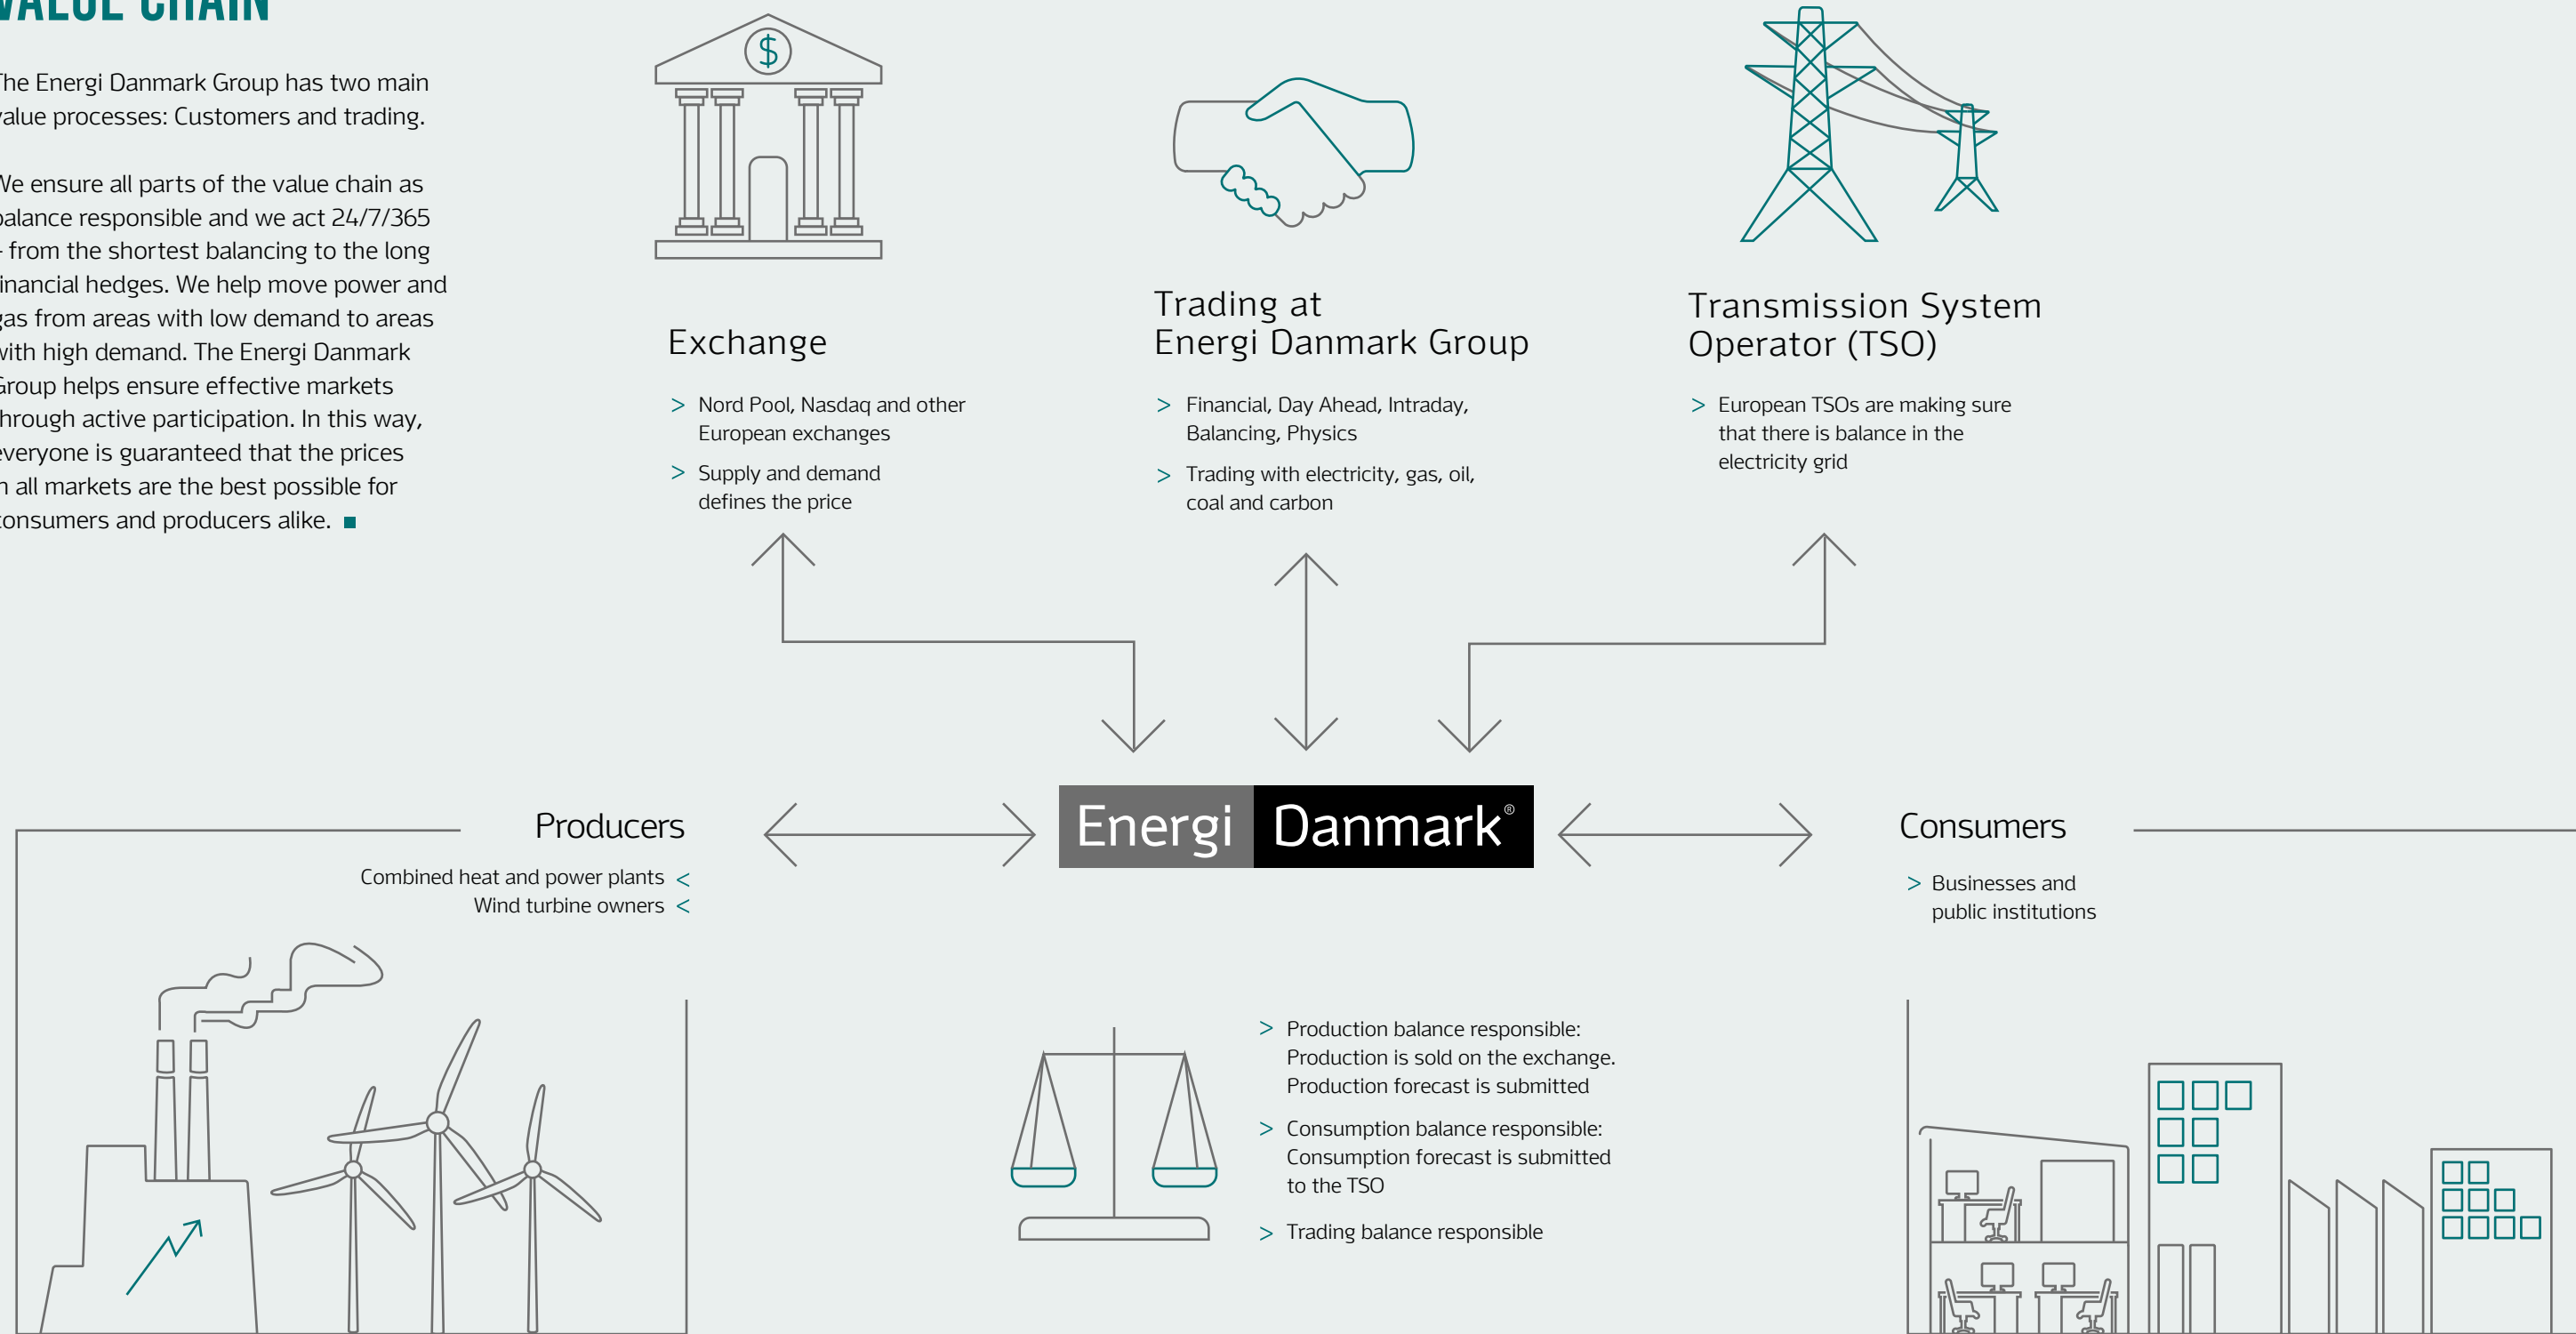 VALUE CHAIN
The Energi Danmark Group has two main
value processes: Customers and trading.
We ensure all parts of the value chain as
balance responsible and we act 24/7/365
- from the shortest balancing to the long
financial hedges. We help move power and
gas from areas with low demand to areas
with high demand. The Energi Danmark
Group helps ensure effective markets
through active participation. In this way,
everyone is guaranteed that the prices
in all markets are the best possible for
consumers and producers alike.
$
Exchange
> Nord Pool, Nasdaq and other
European exchanges
> Supply and demand
defines the price
Trading at
Energi Danmark Group
> Financial, Day Ahead, Intraday,
Balancing, Physics
> Trading with electricity, gas, oil,
coal and carbon
Transmission System
Operator (TSO)
> European TSOs are making sure
that there is balance in the
electricity grid
Producers
Combined heat and power plants <
Wind turbine owners <
Energi Danmark®
Consumers
> Businesses and
public institutions
> Production balance responsible:
Production is sold on the exchange.
Production forecast is submitted
> Consumption balance responsible:
Consumption forecast is submitted
to the TSO
> Trading balance responsible